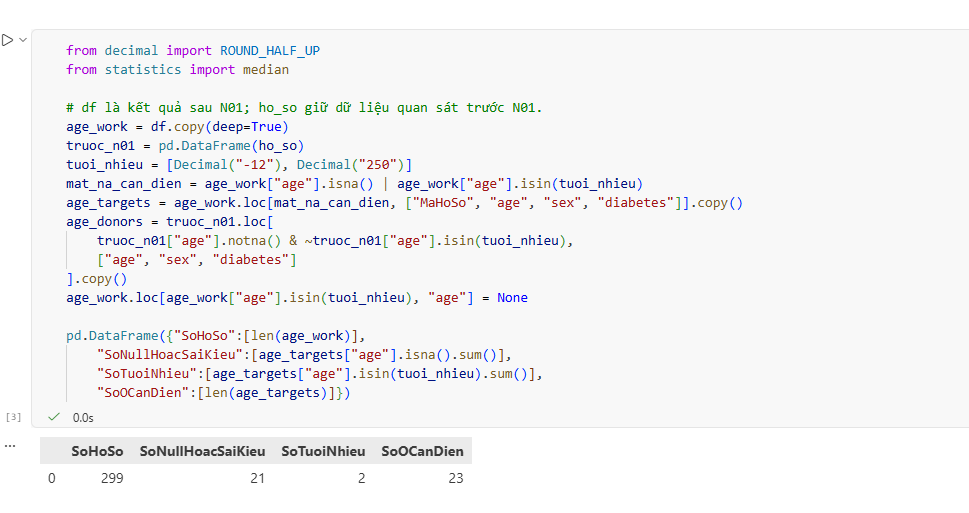 from decimal import ROUND_HALF_UP
from statistics import median

# df là kết quả sau N01; ho_so giữ dữ liệu quan sát trước N01.
age_work = df.copy(deep=True)
truoc_n01 = pd.DataFrame(ho_so)
tuoi_nhieu = [Decimal("-12"), Decimal("250")]
mat_na_can_dien = age_work["age"].isna() | age_work["age"].isin(tuoi_nhieu)
age_targets = age_work.loc[mat_na_can_dien, ["MaHoSo", "age", "sex", "diabetes"]].copy()
age_donors = truoc_n01.loc[
    truoc_n01["age"].notna() & ~truoc_n01["age"].isin(tuoi_nhieu),
    ["age", "sex", "diabetes"]
].copy()
age_work.loc[age_work["age"].isin(tuoi_nhieu), "age"] = None

pd.DataFrame({"SoHoSo":[len(age_work)],
    "SoNullHoacSaiKieu":[age_targets["age"].isna().sum()],
    "SoTuoiNhieu":[age_targets["age"].isin(tuoi_nhieu).sum()],
    "SoOCanDien":[len(age_targets)]})
[3] 0.0s
... SoHoSo SoNullHoacSaiKieu SoTuoiNhieu SoOCanDien
0 299 21 2 23